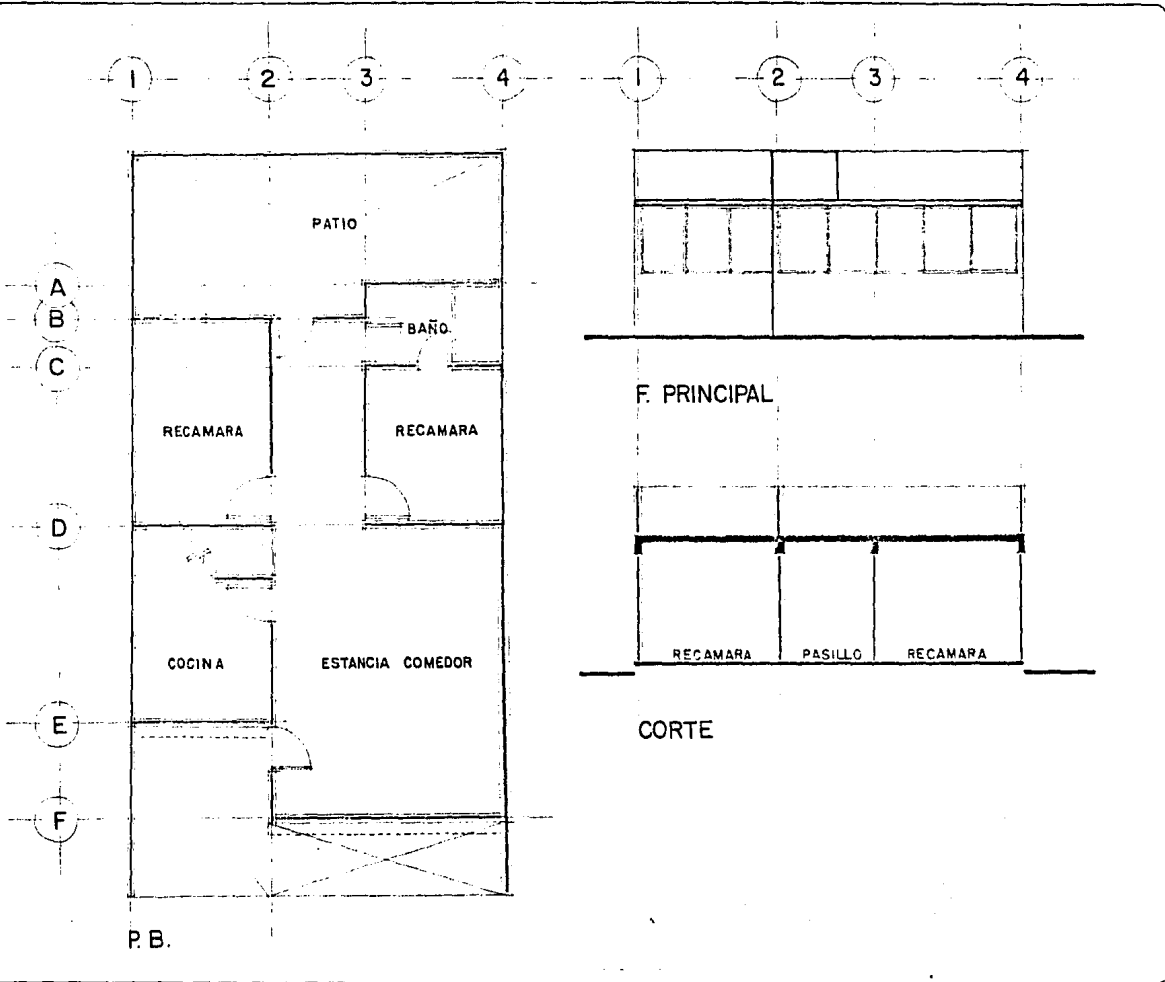 1 2 3 4
1 2 3 4
PATIO
A
B
BAÑO
C
F. PRINCIPAL
RECAMARA RECAMARA
D
COCINA ESTANCIA COMEDOR
RECAMARA PASILLO RECAMARA
E
CORTE
F
P.B.